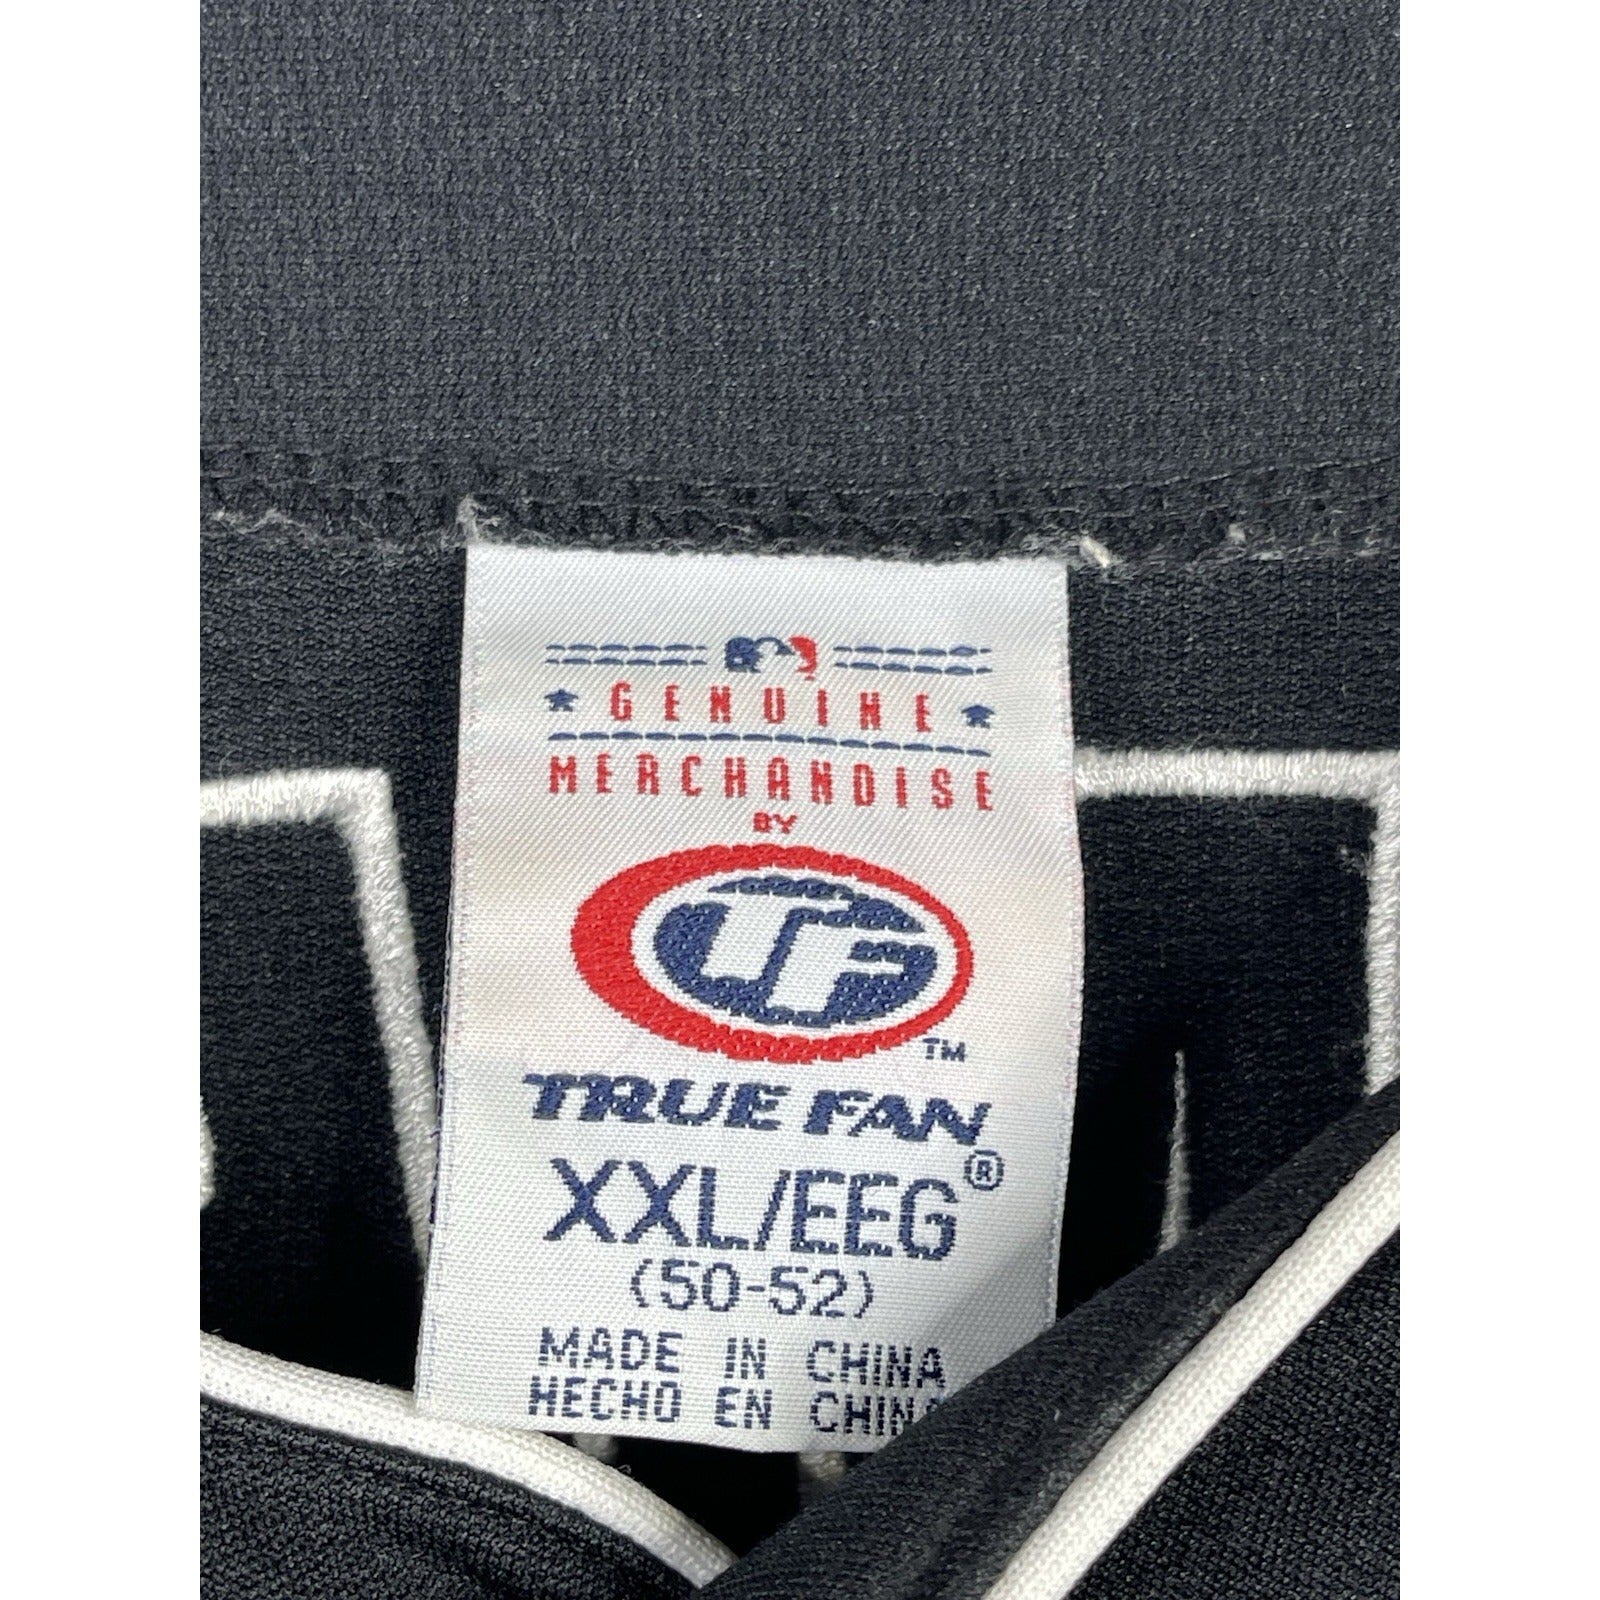 GENUINE
MERCHANDISE
BY
TF
TM
TRUE FAN
®
XXL/EEG
(50-52)
MADE IN CHINA
HECHO EN CHINA